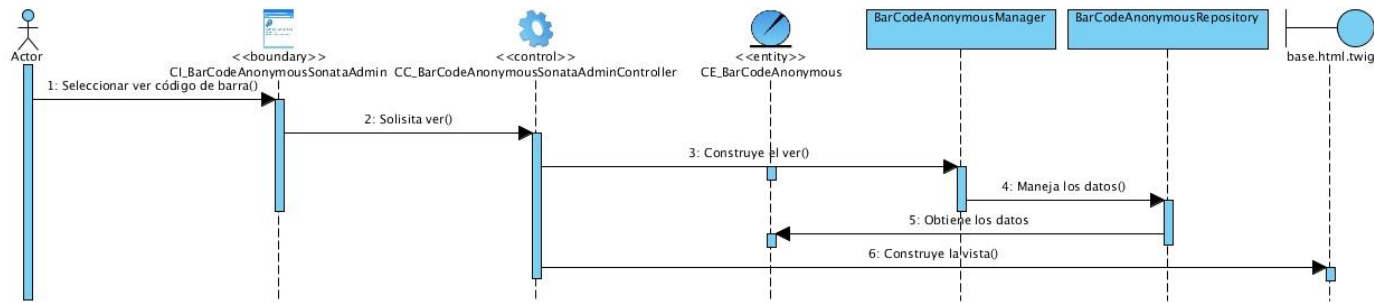 BarCodeAnonymousManager
BarCodeAnonymousRepository
Actor
<<boundary>>
CI_BarCodeAnonymousSonataAdmin
<<control>>
CC_BarCodeAnonymousSonataAdminController
<<entity>>
CE_BarCodeAnonymous
base.html.twig
1: Seleccionar ver código de barra()
2: Solisita ver()
3: Construye el ver()
4: Maneja los datos()
5: Obtiene los datos
6: Construye la vista()